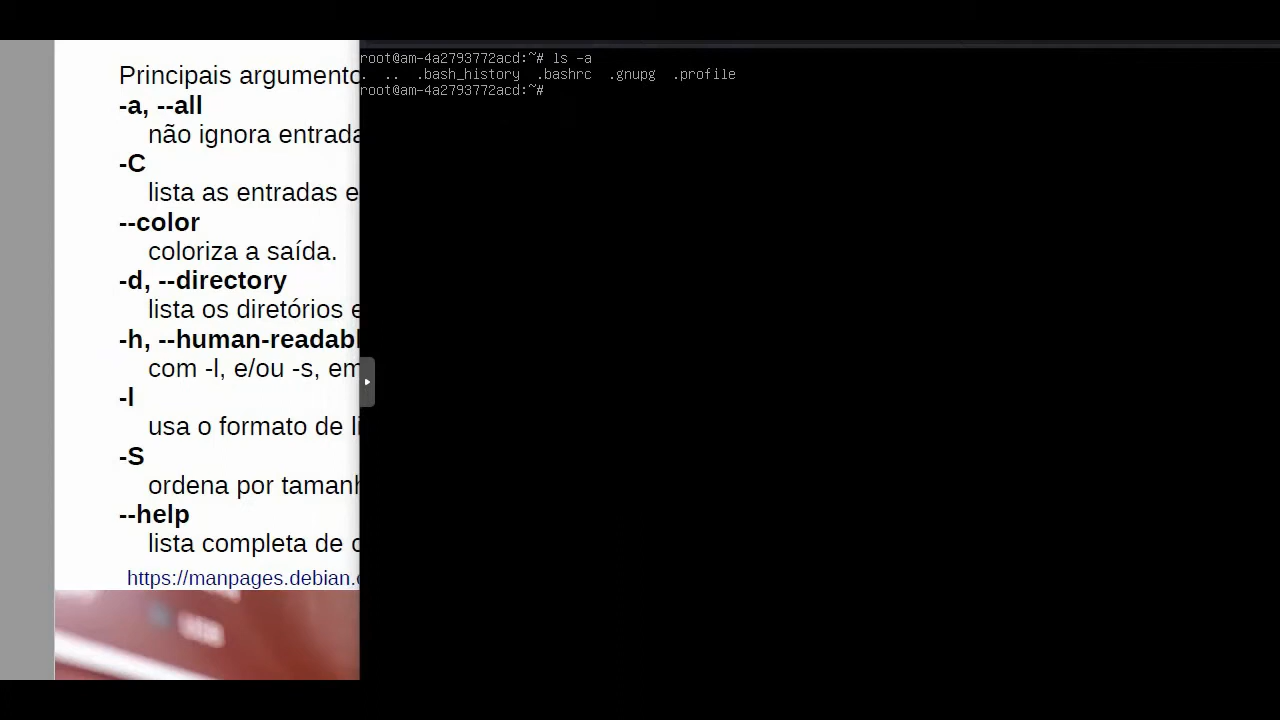 Principais argumento
-a, --all
não ignora entrada
-C
lista as entradas e
--color
coloriza a saída.
-d, --directory
lista os diretórios e
-h, --human-readabl
com -l, e/ou -s, em
-l
usa o formato de li
-S
ordena por tamanh
--help
lista completa de
https://manpages.debian.
root@am-4a2793772acd:~# ls -a
. .. .bash_history .bashrc .gnupg .profile
root@am-4a2793772acd:~#